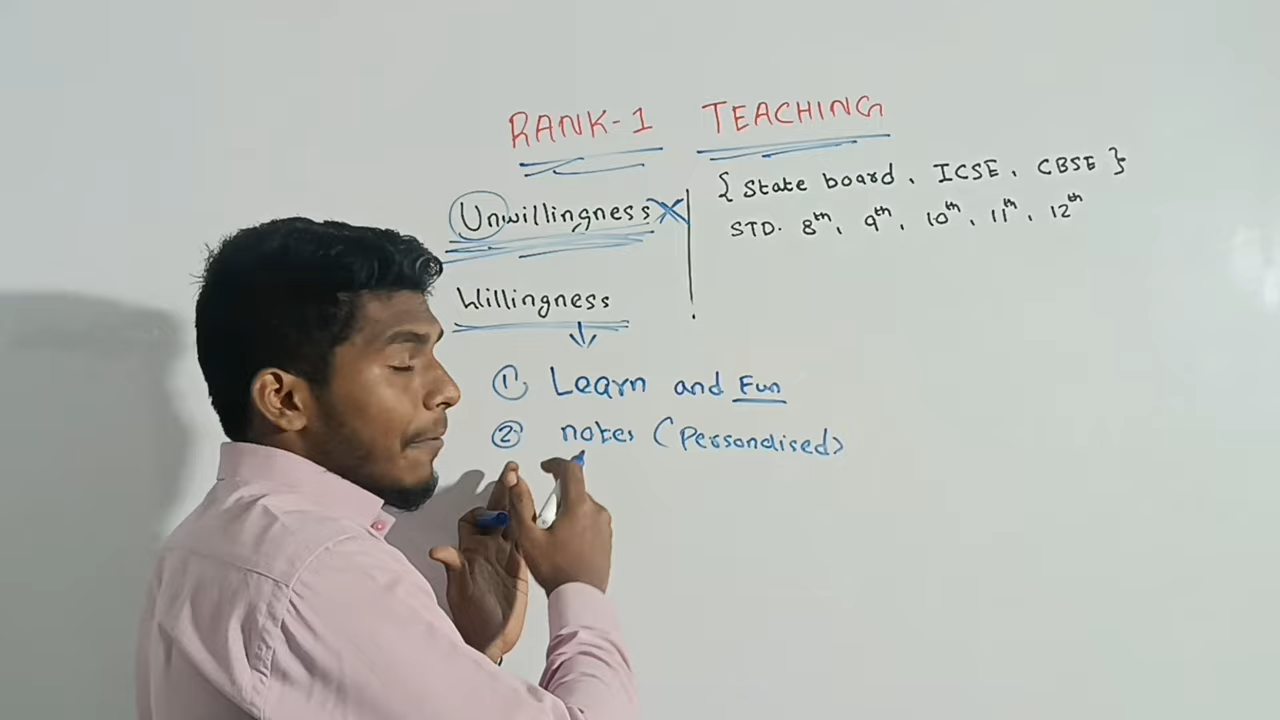 RANK-1 TEACHING
{ State board, ICSE, CBSE }
STD. 8th, 9th, 10th, 11th, 12th
Unwillingness X
Willingness
① Learn and Fun
② notes (Persondised)